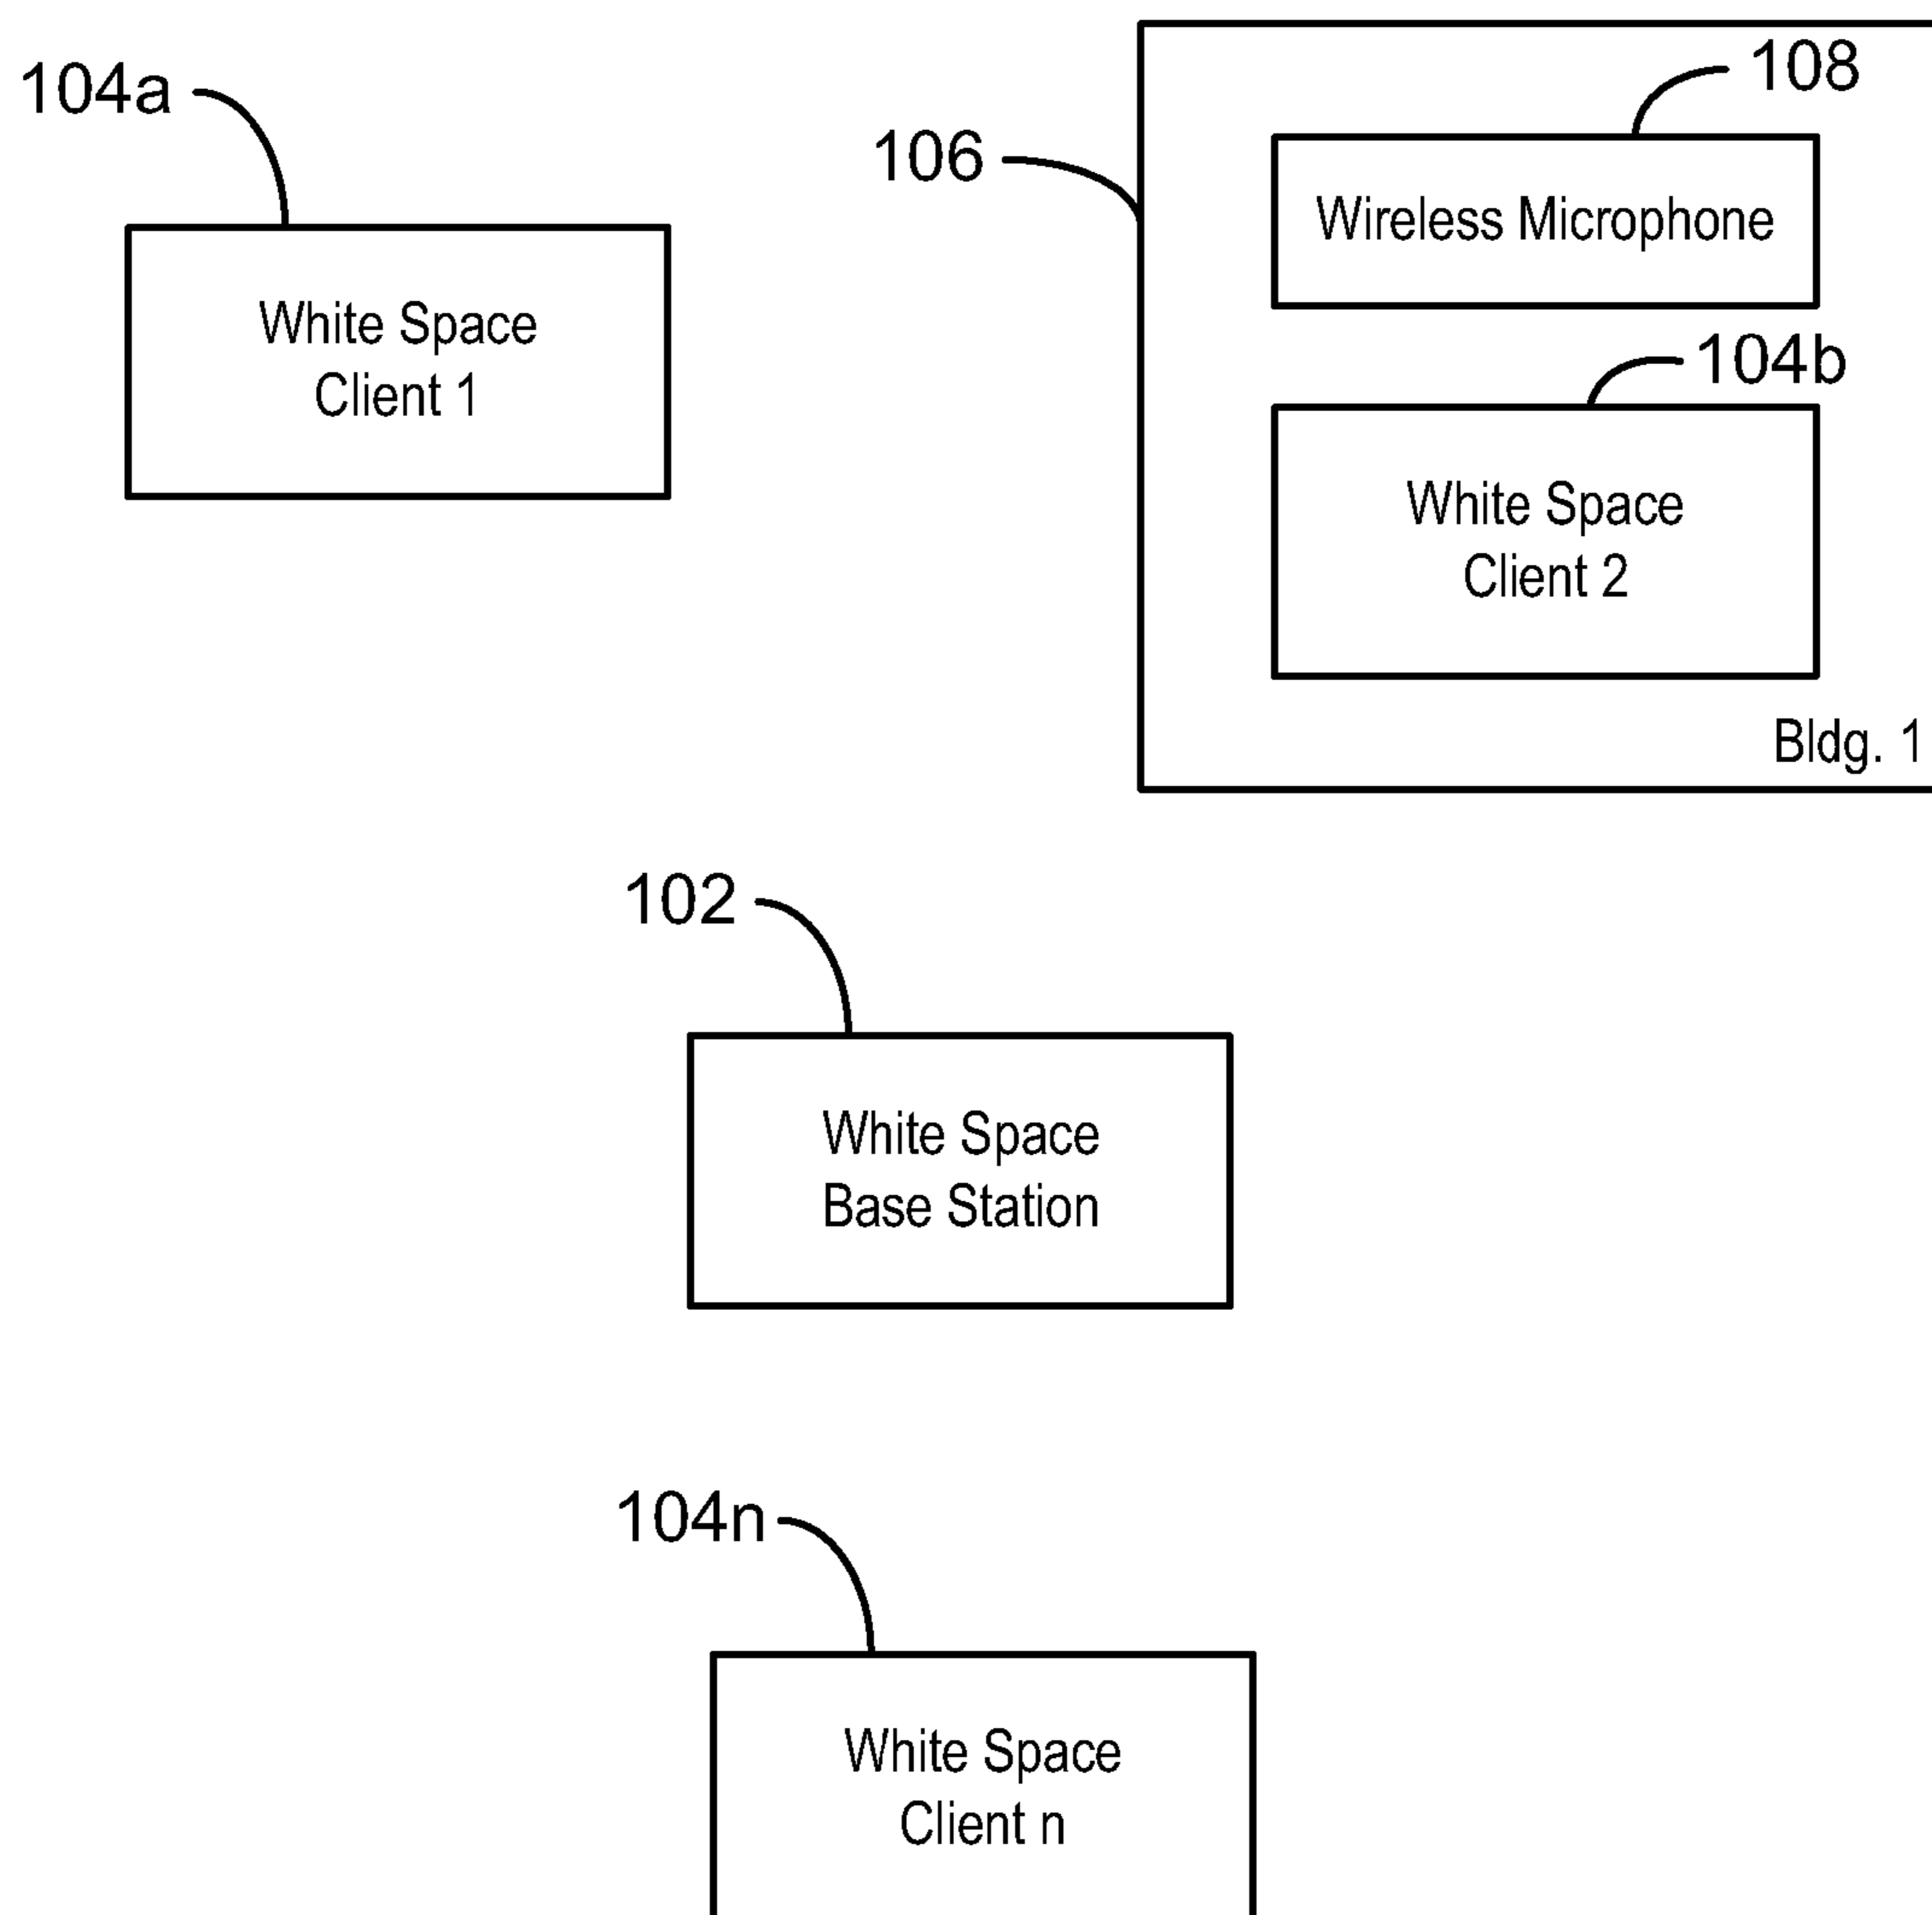 104a
108
106
Wireless Microphone
White Space
Client 1
104b
White Space
Client 2
Bldg. 1
102
White Space
Base Station
104n
White Space
Client n